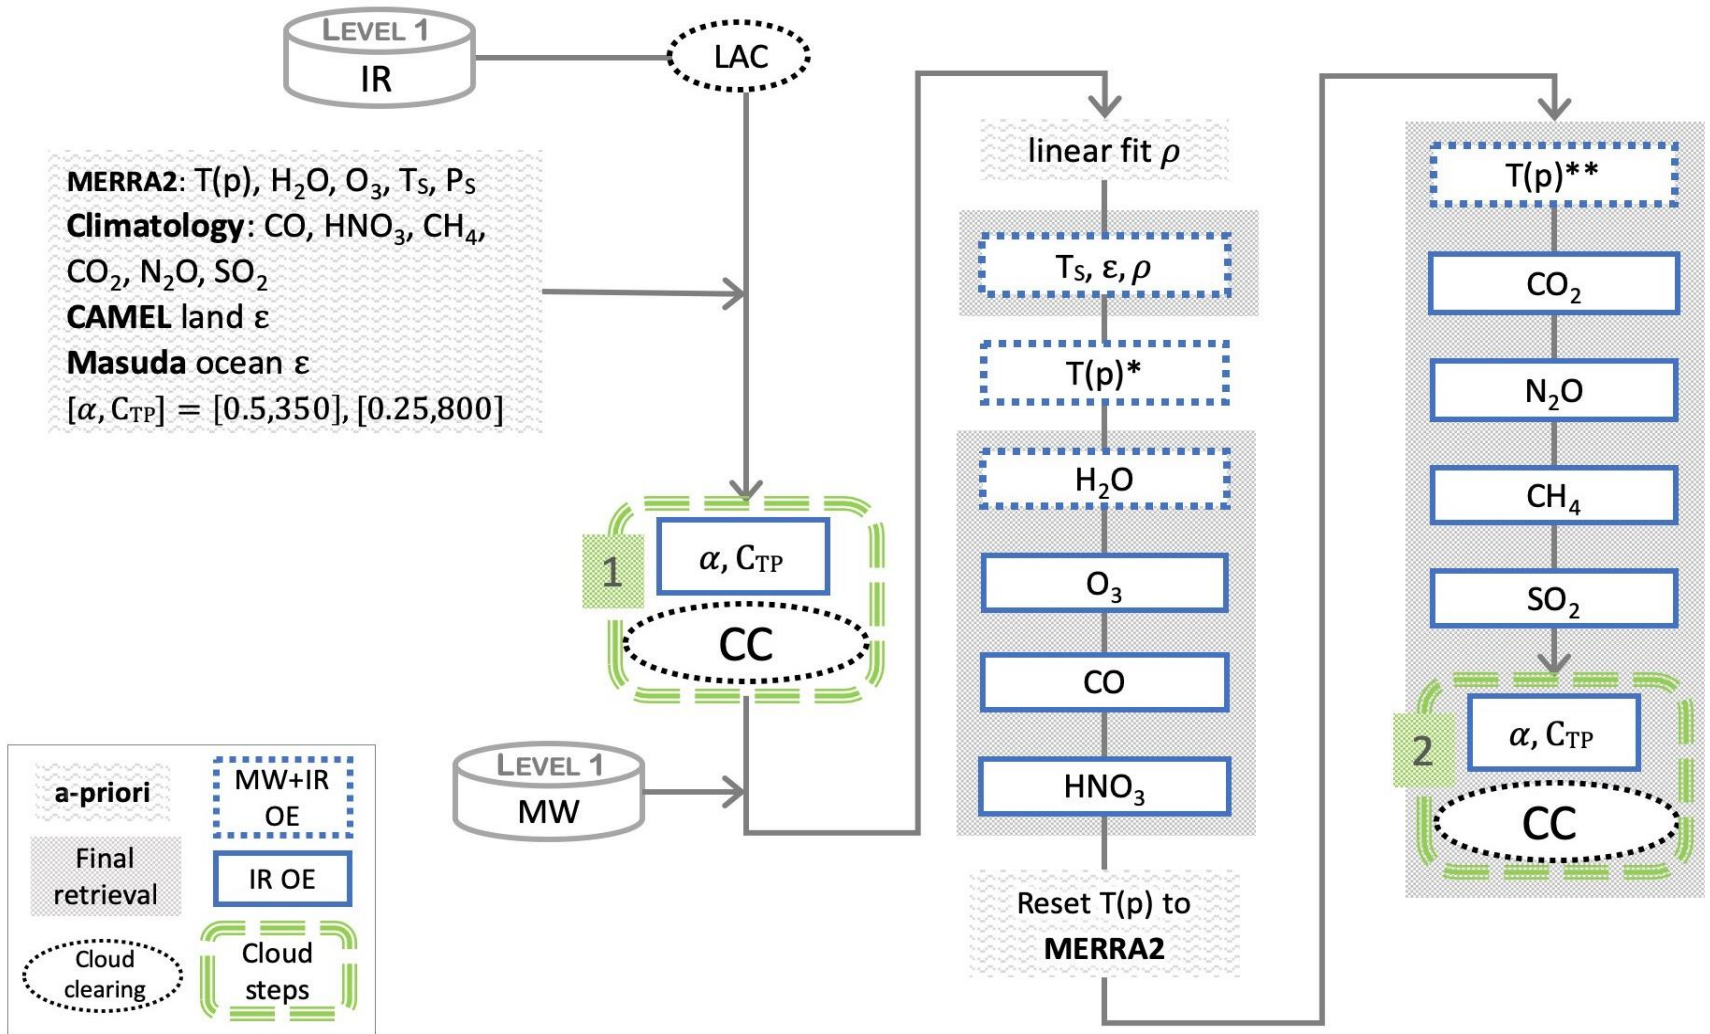 LEVEL 1
IR
LAC
MERRA2: T(p), H₂O, O₃, Tₛ, Pₛ
Climatology: CO, HNO₃, CH₄,
CO₂, N₂O, SO₂
CAMEL land ε
Masuda ocean ε
[α, C_TP] = [0.5,350], [0.25,800]
1
α, C_TP
CC
LEVEL 1
MW
a-priori
MW+IR
OE
Final
retrieval
IR OE
Cloud
clearing
Cloud
steps
linear fit ρ
Tₛ, ε, ρ
T(p)*
H₂O
O₃
CO
HNO₃
Reset T(p) to
MERRA2
T(p)**
CO₂
N₂O
CH₄
SO₂
2
α, C_TP
CC